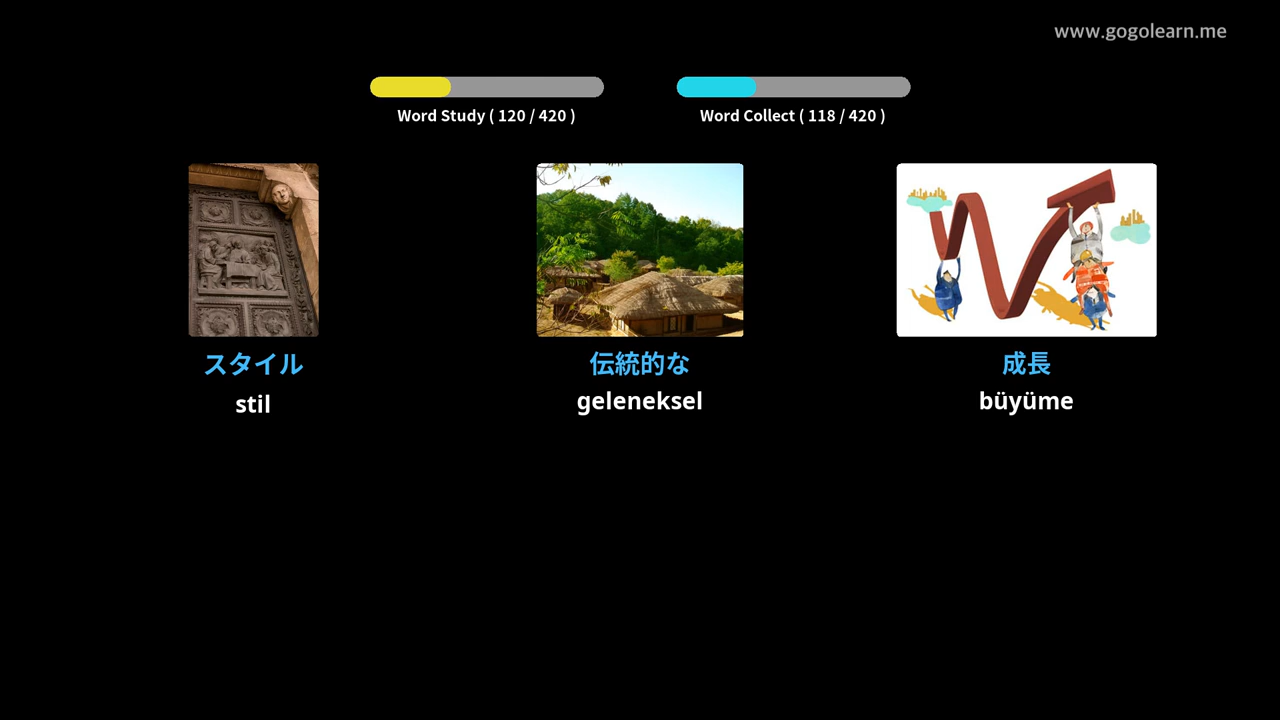 www.gogolearn.me
Word Study ( 120 / 420 )
Word Collect ( 118 / 420 )
スタイル
stil
伝統的な
geleneksel
成長
büyüme